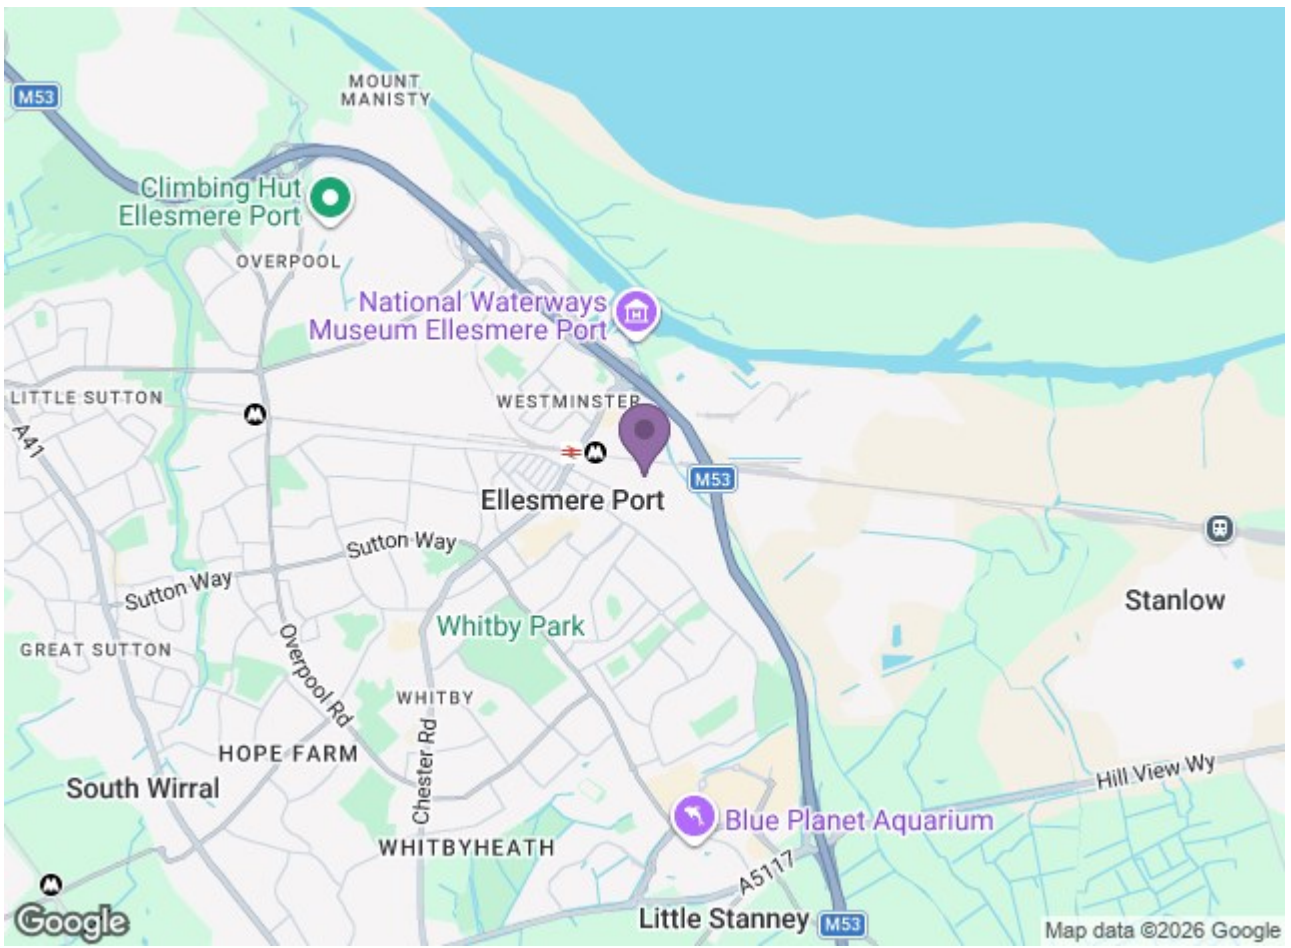 MOUNT
MANISTY
M53
Climbing Hut
Ellesmere Port
OVERPOOL
National Waterways
Museum Ellesmere Port
LITTLE SUTTON
WESTMINSTER
A41
M53
Ellesmere Port
Sutton Way
Sutton Way
Stanlow
Whitby Park
GREAT SUTTON
Overpool Rd
WHITBY
HOPE FARM
Chester Rd
Hill View Wy
South Wirral
Blue Planet Aquarium
WHITBYHEATH
A5117
Little Stanney
M53
Google
Map data ©2026 Google